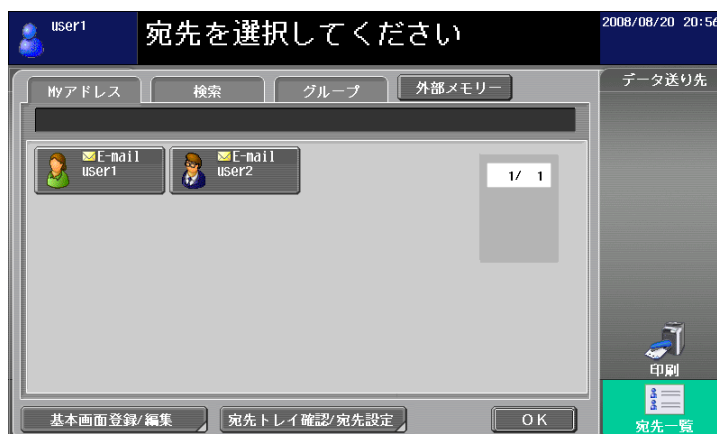 user1
宛先を選択してください
2008/08/20 20:56
Myアドレス
検索
グループ
外部メモリー
データ送り先
E-mail
user1
E-mail
user2
1/ 1
印刷
基本画面登録/編集
宛先トレイ確認/宛先設定
OK
宛先一覧